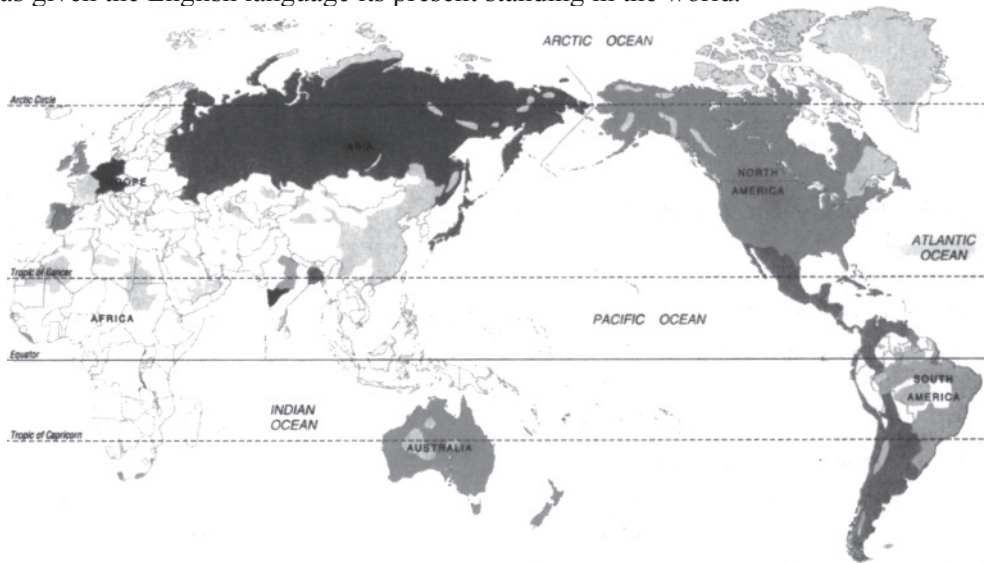 as given the English language its present standing in the world.
ARCTIC OCEAN
Arctic Circle
ASIA
EUROPE
NORTH
AMERICA
ATLANTIC
OCEAN
Tropic of Cancer
AFRICA
PACIFIC OCEAN
Equator
SOUTH
AMERICA
INDIAN
OCEAN
Tropic of Capricorn
AUSTRALIA